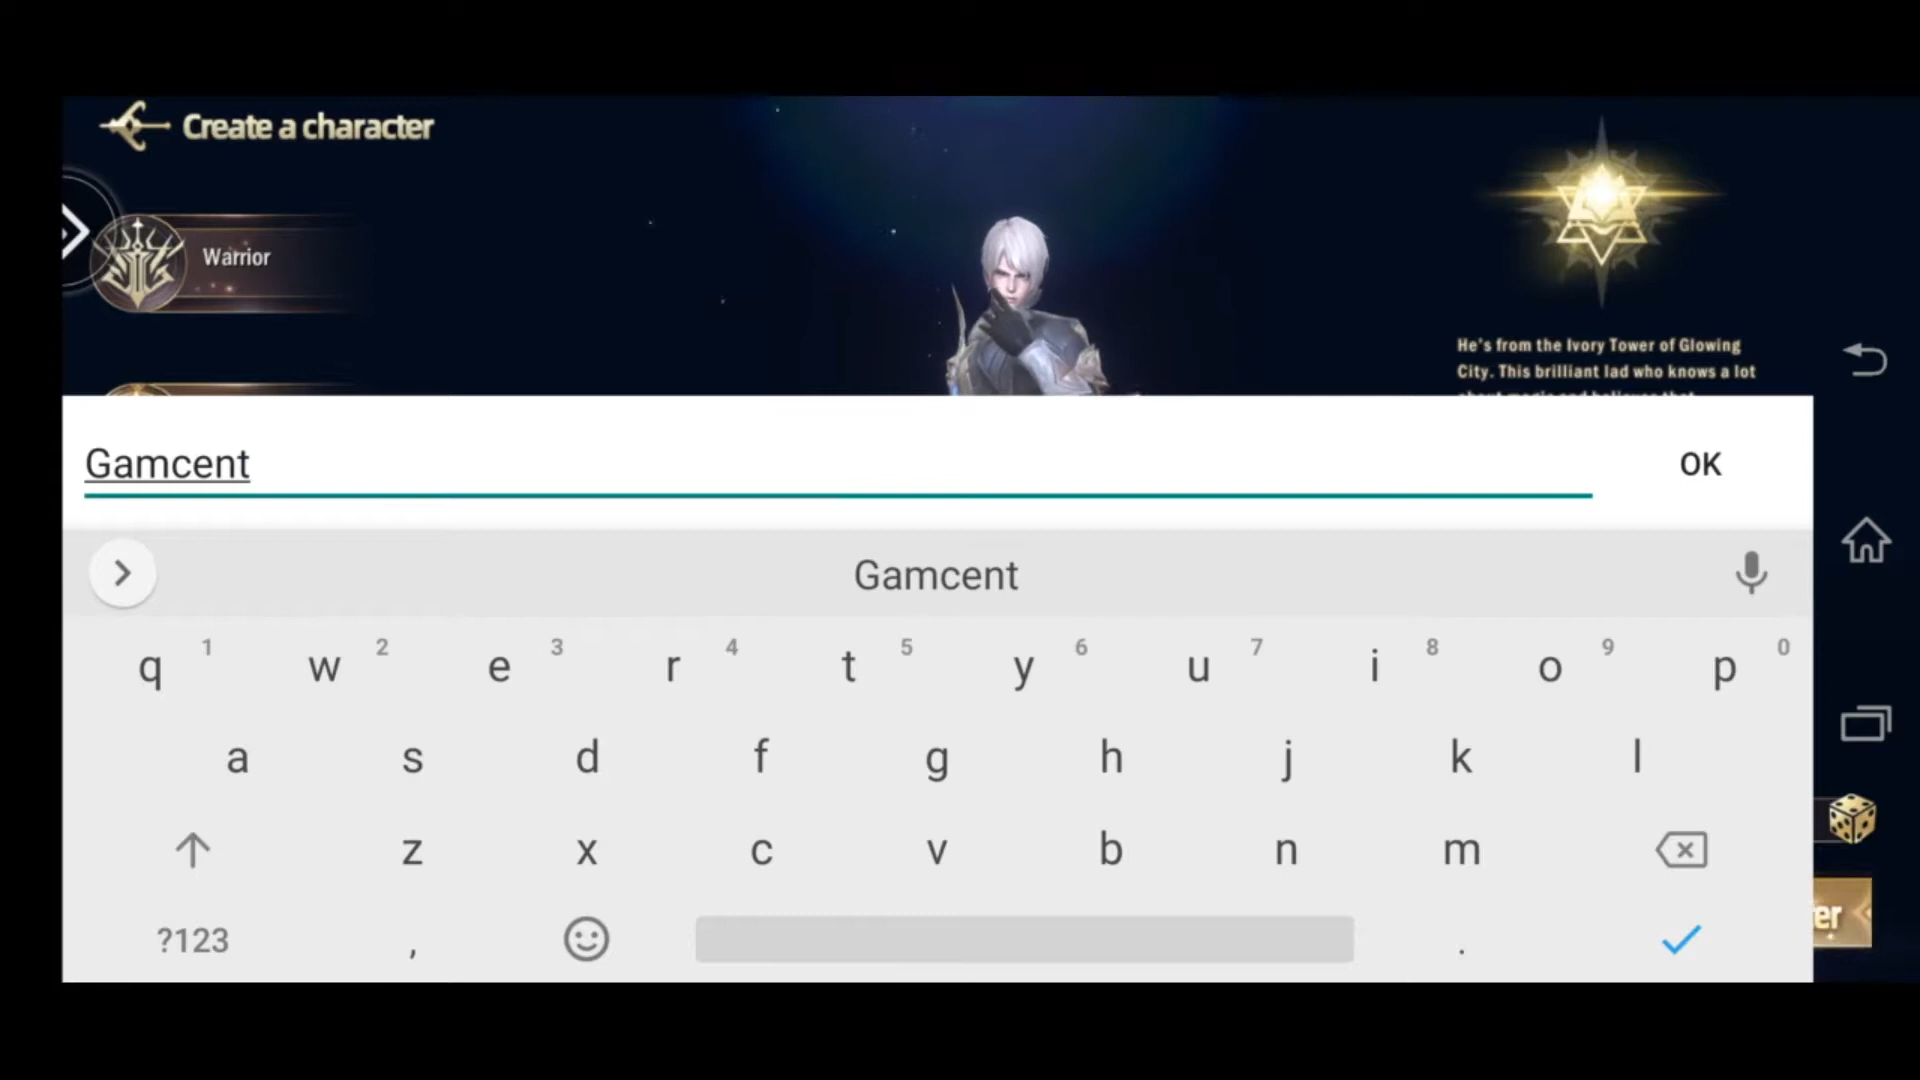 Create a character
Warrior
He's from the Ivory Tower of Glowing
City. This brilliant lad who knows a lot
Gamcent
OK
Gamcent
q 1 w 2 e 3 r 4 t 5 y 6 u 7 i 8 o 9 p 0
a s d f g h j k l
z x c v b n m
?123 , .
er